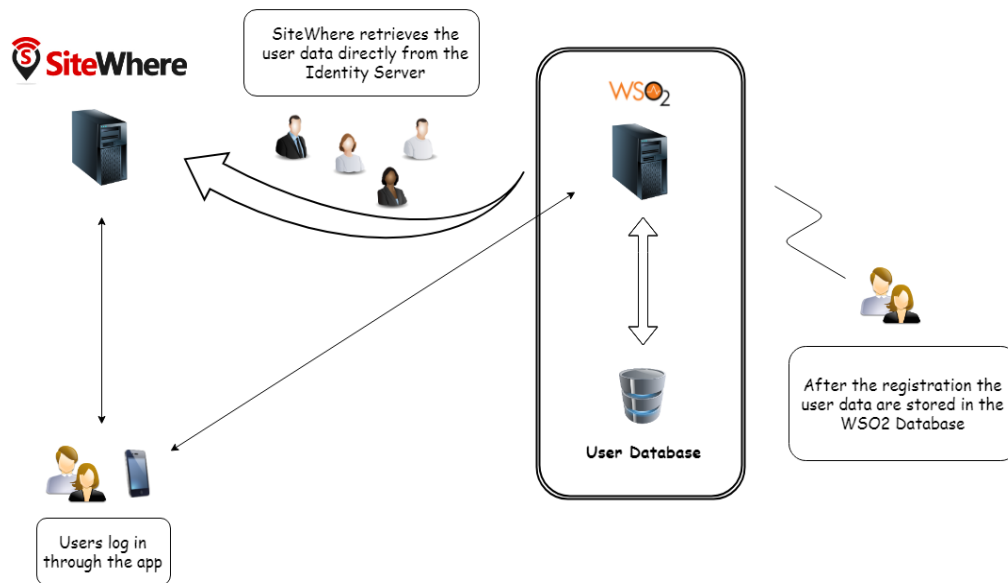 SiteWhere retrieves the
user data directly from the
Identity Server
S
SiteWhere
WSO2
After the registration the
user data are stored in the
WSO2 Database
User Database
Users log in
through the app